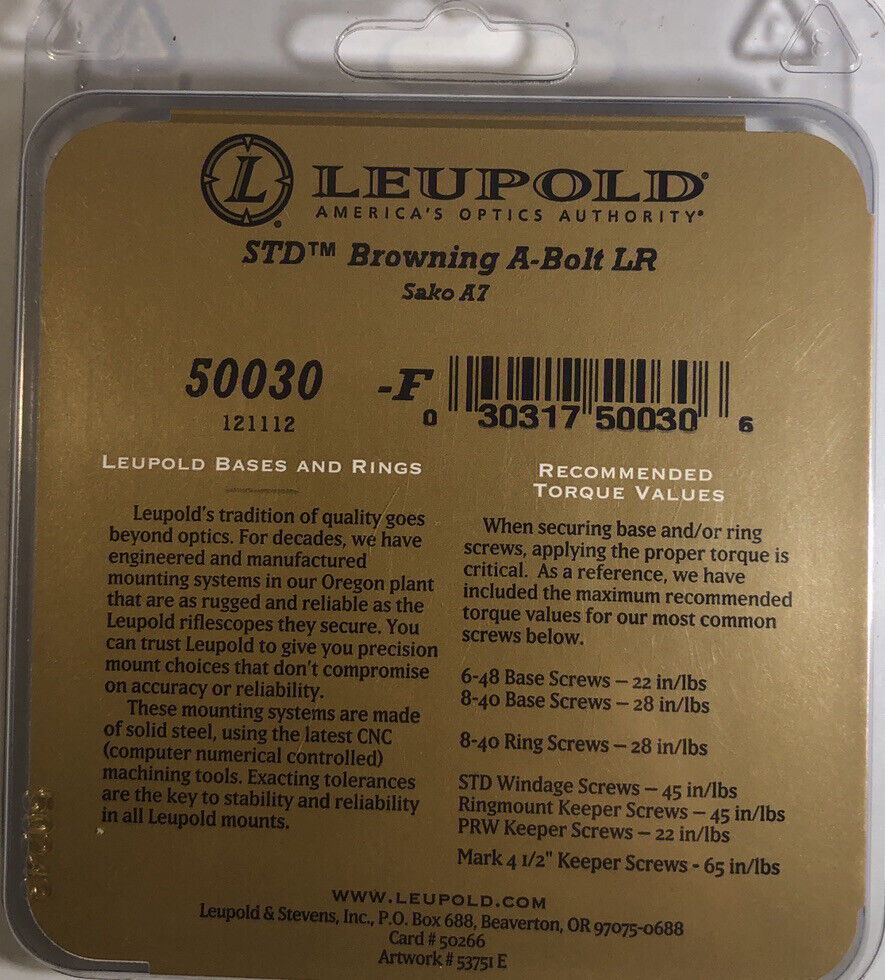 L
LEUPOLD®
AMERICA'S OPTICS AUTHORITY®
STD™ Browning A-Bolt LR
Sako A7
50030 -F
121112
0 30317 50030 6
LEUPOLD BASES AND RINGS
Leupold's tradition of quality goes
beyond optics. For decades, we have
engineered and manufactured
mounting systems in our Oregon plant
that are as rugged and reliable as the
Leupold riflescopes they secure. You
can trust Leupold to give you precision
mount choices that don't compromise
on accuracy or reliability.
These mounting systems are made
of solid steel, using the latest CNC
(computer numerical controlled)
machining tools. Exacting tolerances
are the key to stability and reliability
in all Leupold mounts.
RECOMMENDED
TORQUE VALUES
When securing base and/or ring
screws, applying the proper torque is
critical. As a reference, we have
included the maximum recommended
torque values for our most common
screws below.
6-48 Base Screws – 22 in/lbs
8-40 Base Screws – 28 in/lbs
8-40 Ring Screws – 28 in/lbs
STD Windage Screws – 45 in/lbs
Ringmount Keeper Screws – 45 in/lbs
PRW Keeper Screws – 22 in/lbs
Mark 4 1/2" Keeper Screws - 65 in/lbs
WWW.LEUPOLD.COM
Leupold & Stevens, Inc., P.O. Box 688, Beaverton, OR 97075-0688
Card # 50266
Artwork # 53751 E